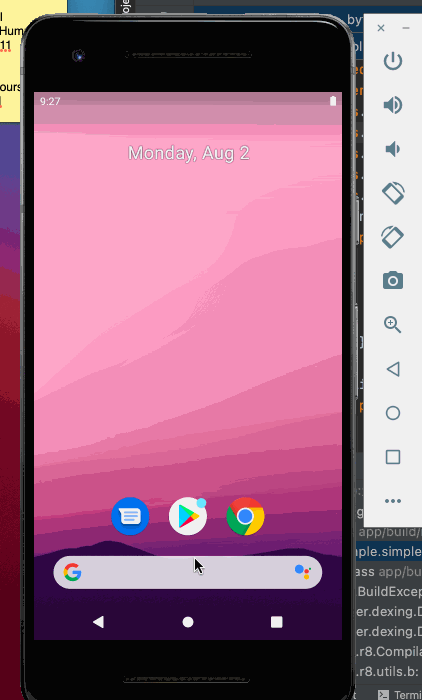 Hum
11
ours
by
9:27
Monday, Aug 2
app/build/
ple.simple
ass app/bu
BuildExcep
er.dexing.D
er.dexing.D
.r8.Compila
.r8.utils.b:
Termi